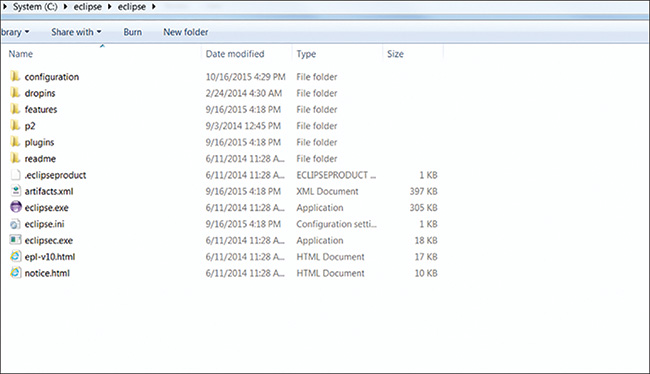 System (C:) eclipse eclipse
ibrary Share with Burn New folder
Name Date modified Type Size
configuration 10/16/2015 4:29 PM File folder
dropins 2/24/2014 4:30 AM File folder
features 9/16/2015 4:18 PM File folder
p2 9/3/2014 12:45 PM File folder
plugins 9/16/2015 4:18 PM File folder
readme 6/11/2014 11:28 A... File folder
.eclipseproduct 6/11/2014 11:28 A... ECLIPSEPRODUCT ... 1 KB
artifacts.xml 9/16/2015 4:18 PM XML Document 397 KB
eclipse.exe 6/11/2014 11:28 A... Application 305 KB
eclipse.ini 9/16/2015 4:18 PM Configuration setti... 1 KB
eclipsec.exe 6/11/2014 11:28 A... Application 18 KB
epl-v10.html 6/11/2014 11:28 A... HTML Document 17 KB
notice.html 6/11/2014 11:28 A... HTML Document 10 KB